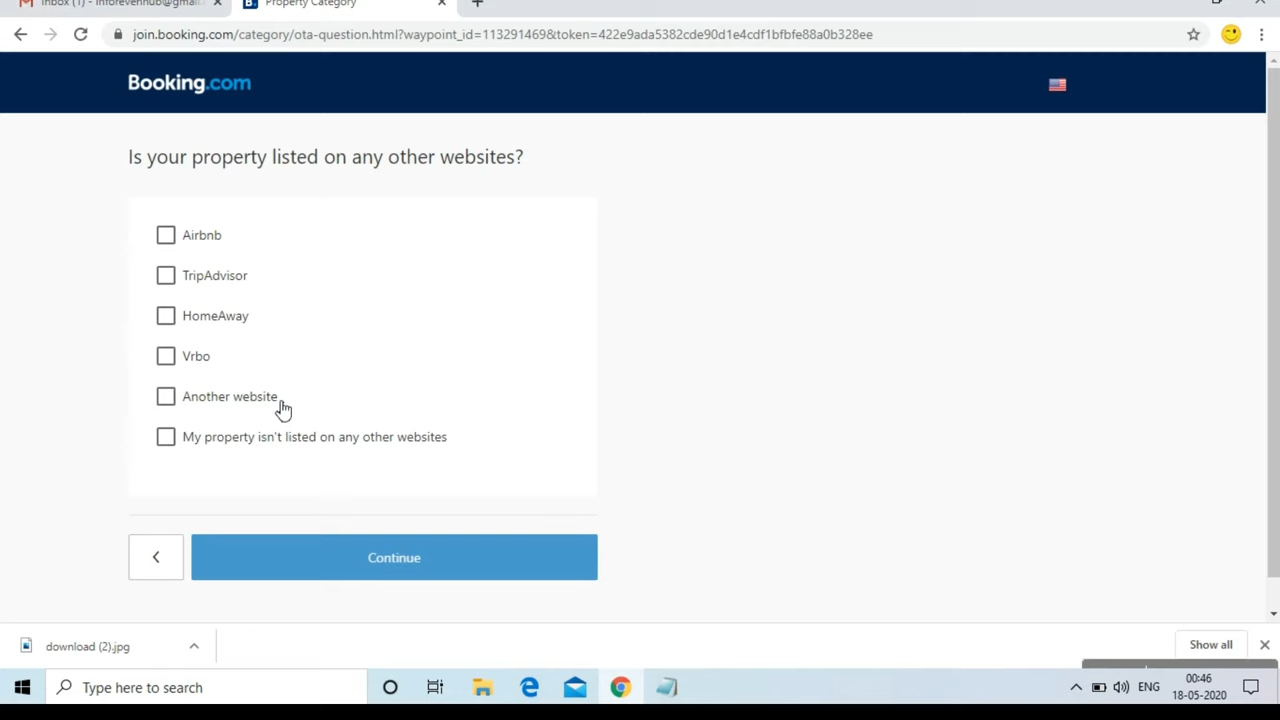 Inbox (1) - inforevenhub@gmail.
Property Category
join.booking.com/category/ota-question.html?waypoint_id=113291469&token=422e9ada5382cde90d1e4cdf1bfbfe88a0b328ee
Booking.com
Is your property listed on any other websites?
Airbnb
TripAdvisor
HomeAway
Vrbo
Another website
My property isn't listed on any other websites
Continue
download (2).jpg
Show all
Type here to search
ENG
00:46
18-05-2020